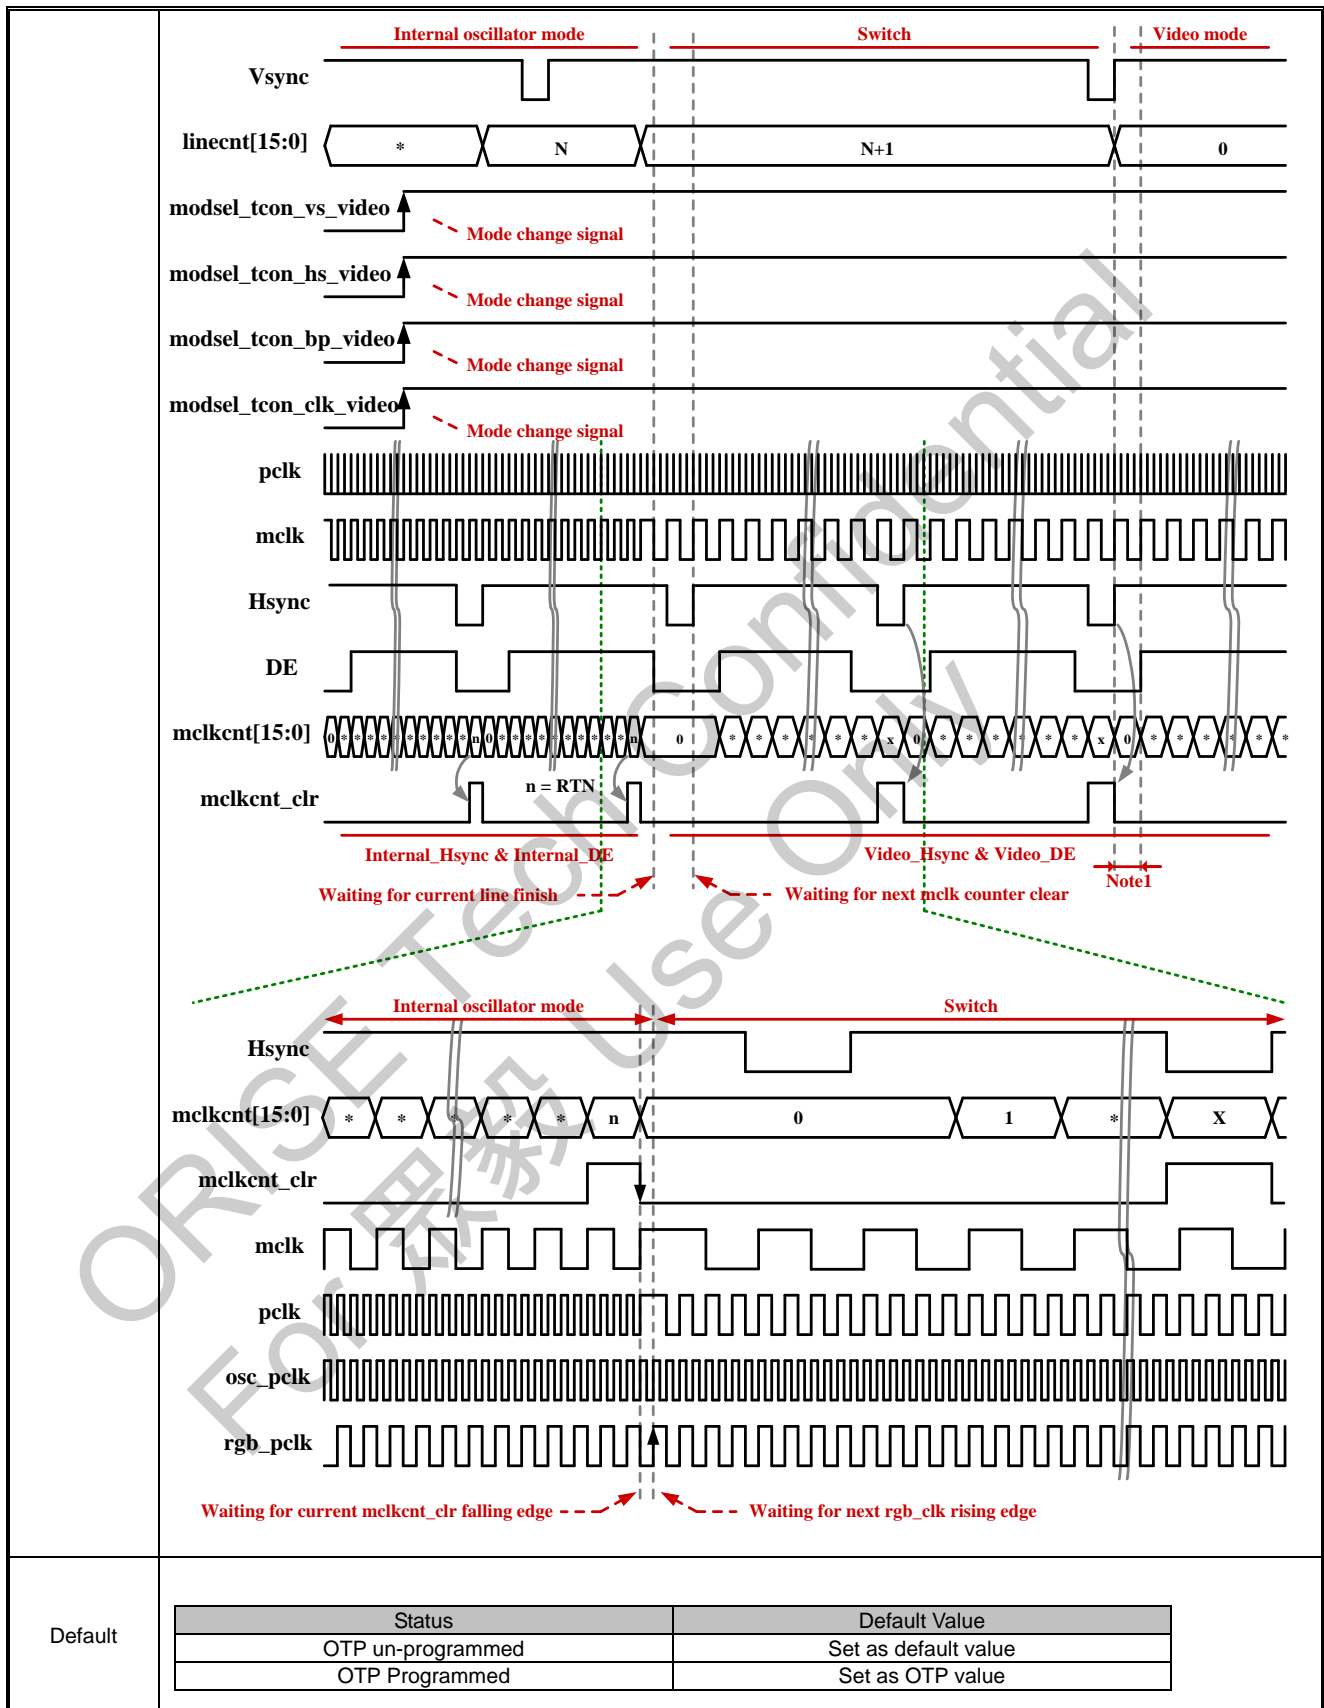 Internal oscillator mode Switch Video mode
Vsync
linecnt[15:0] * N N+1 0
modsel_tcon_vs_video
Mode change signal
modsel_tcon_hs_video
Mode change signal
modsel_tcon_bp_video
Mode change signal
modsel_tcon_clk_video
Mode change signal
pclk
mclk
Hsync
DE
mclkcnt[15:0] 0 * * * * * * * * * * n 0 * * * * * * * * * * n 0 * * * * * * x 0 * * * * * * x 0 * * * * * *
mclkcnt_clr n = RTN
Internal_Hsync & Internal_DE Video_Hsync & Video_DE
Note1
Waiting for current line finish Waiting for next mclk counter clear
Internal oscillator mode Switch
Hsync
mclkcnt[15:0] * * * * * n 0 1 * X
mclkcnt_clr
mclk
pclk
osc_pclk
rgb_pclk
Waiting for current mclkcnt_clr falling edge Waiting for next rgb_clk rising edge
ORISE Tech Confidential
For 眾毅 Use Only
Default
Status Default Value
OTP un-programmed Set as default value
OTP Programmed Set as OTP value